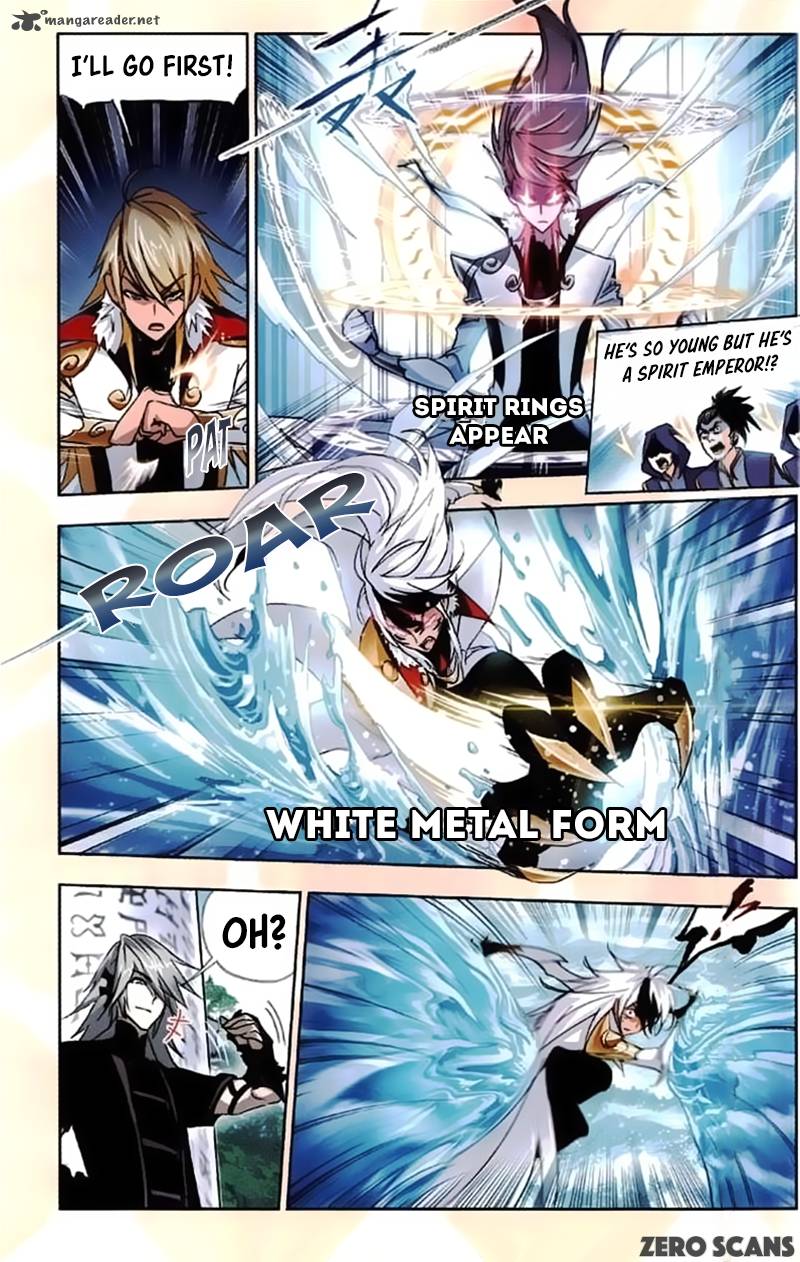 mangareader.net
I'LL GO FIRST!
PAT
SPIRIT RINGS
APPEAR
HE'S SO YOUNG BUT HE'S
A SPIRIT EMPEROR!?
ROAR
WHITE METAL FORM
OH?
ZERO SCANS